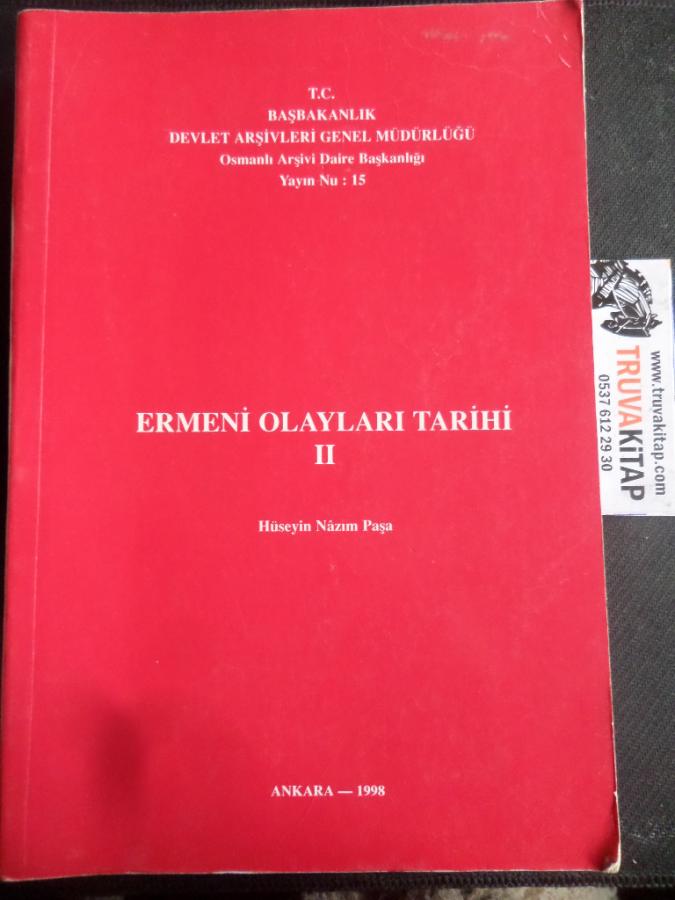 T.C.
BAŞBAKANLIK
DEVLET ARŞİVLERİ GENEL MÜDÜRLÜĞÜ
Osmanlı Arşivi Daire Başkanlığı
Yayın Nu : 15
ERMENİ OLAYLARI TARİHİ
II
Hüseyin Nâzım Paşa
ANKARA — 1998
www.truvakitap.com
TRUVAKİTAP
0537 612 29 30